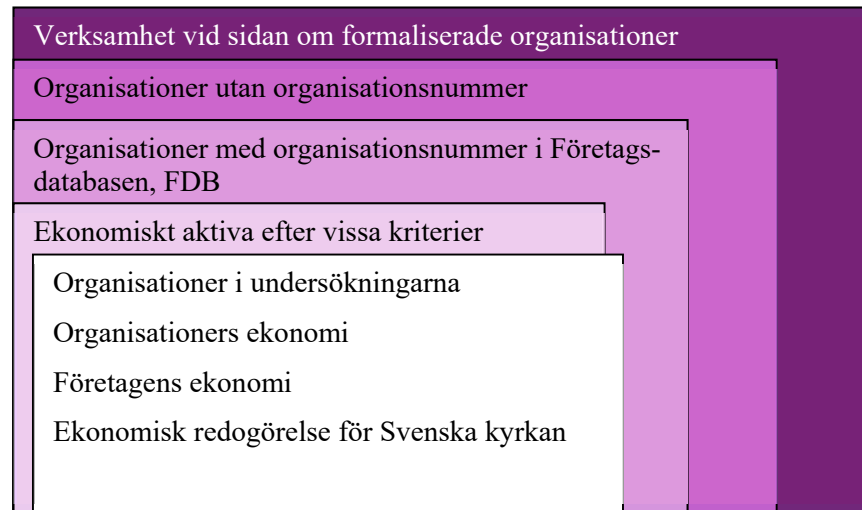 Verksamhet vid sidan om formaliserade organisationer
Organisationer utan organisationsnummer
Organisationer med organisationsnummer i Företags-
databasen, FDB
Ekonomiskt aktiva efter vissa kriterier
Organisationer i undersökningarna
Organisationers ekonomi
Företagens ekonomi
Ekonomisk redogörelse för Svenska kyrkan